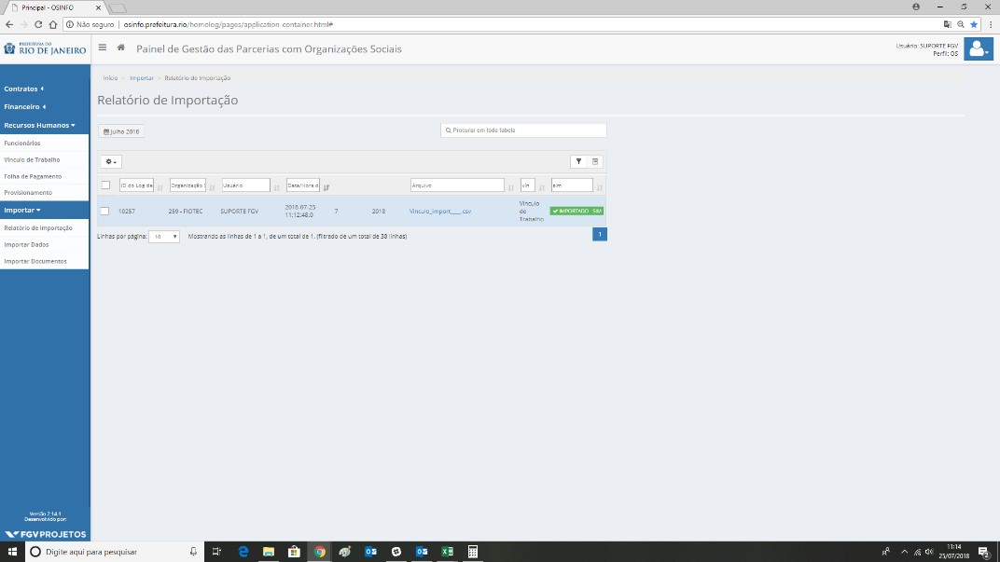 Principal - OSINFO
Não seguro | osinfo.prefeitura.rio/homolog/pages/application-container.html#
PREFEITURA DO
RIO DE JANEIRO
Painel de Gestão das Parcerias com Organizações Sociais
Usuário: SUPORTE FGV
Perfil: OS
Contratos
Financeiro
Recursos Humanos
Funcionários
Vínculo de Trabalho
Folha de Pagamento
Provisionamento
Importar
Relatório de Importação
Importar Dados
Importar Documentos
Versão 7.14.1
Desenvolvido por:
FGV PROJETOS
Início > Importar > Relatório de Importação
Relatório de Importação
Julho 2018
Procurar em toda tabela
ID do Log de Organização Usuário Data/Hora d Arquivo vin sim
10257 259 - FIOTEC SUPORTE FGV 2018-07-25 11:12:48.0 7 2018 Vinculo_import____.csv Vínculo de Trabalho IMPORTADO SIM
Linhas por página: 10 Mostrando as linhas de 1 a 1, de um total de 1. (filtrado de um total de 38 linhas)
1
Digite aqui para pesquisar
11:14
25/07/2018